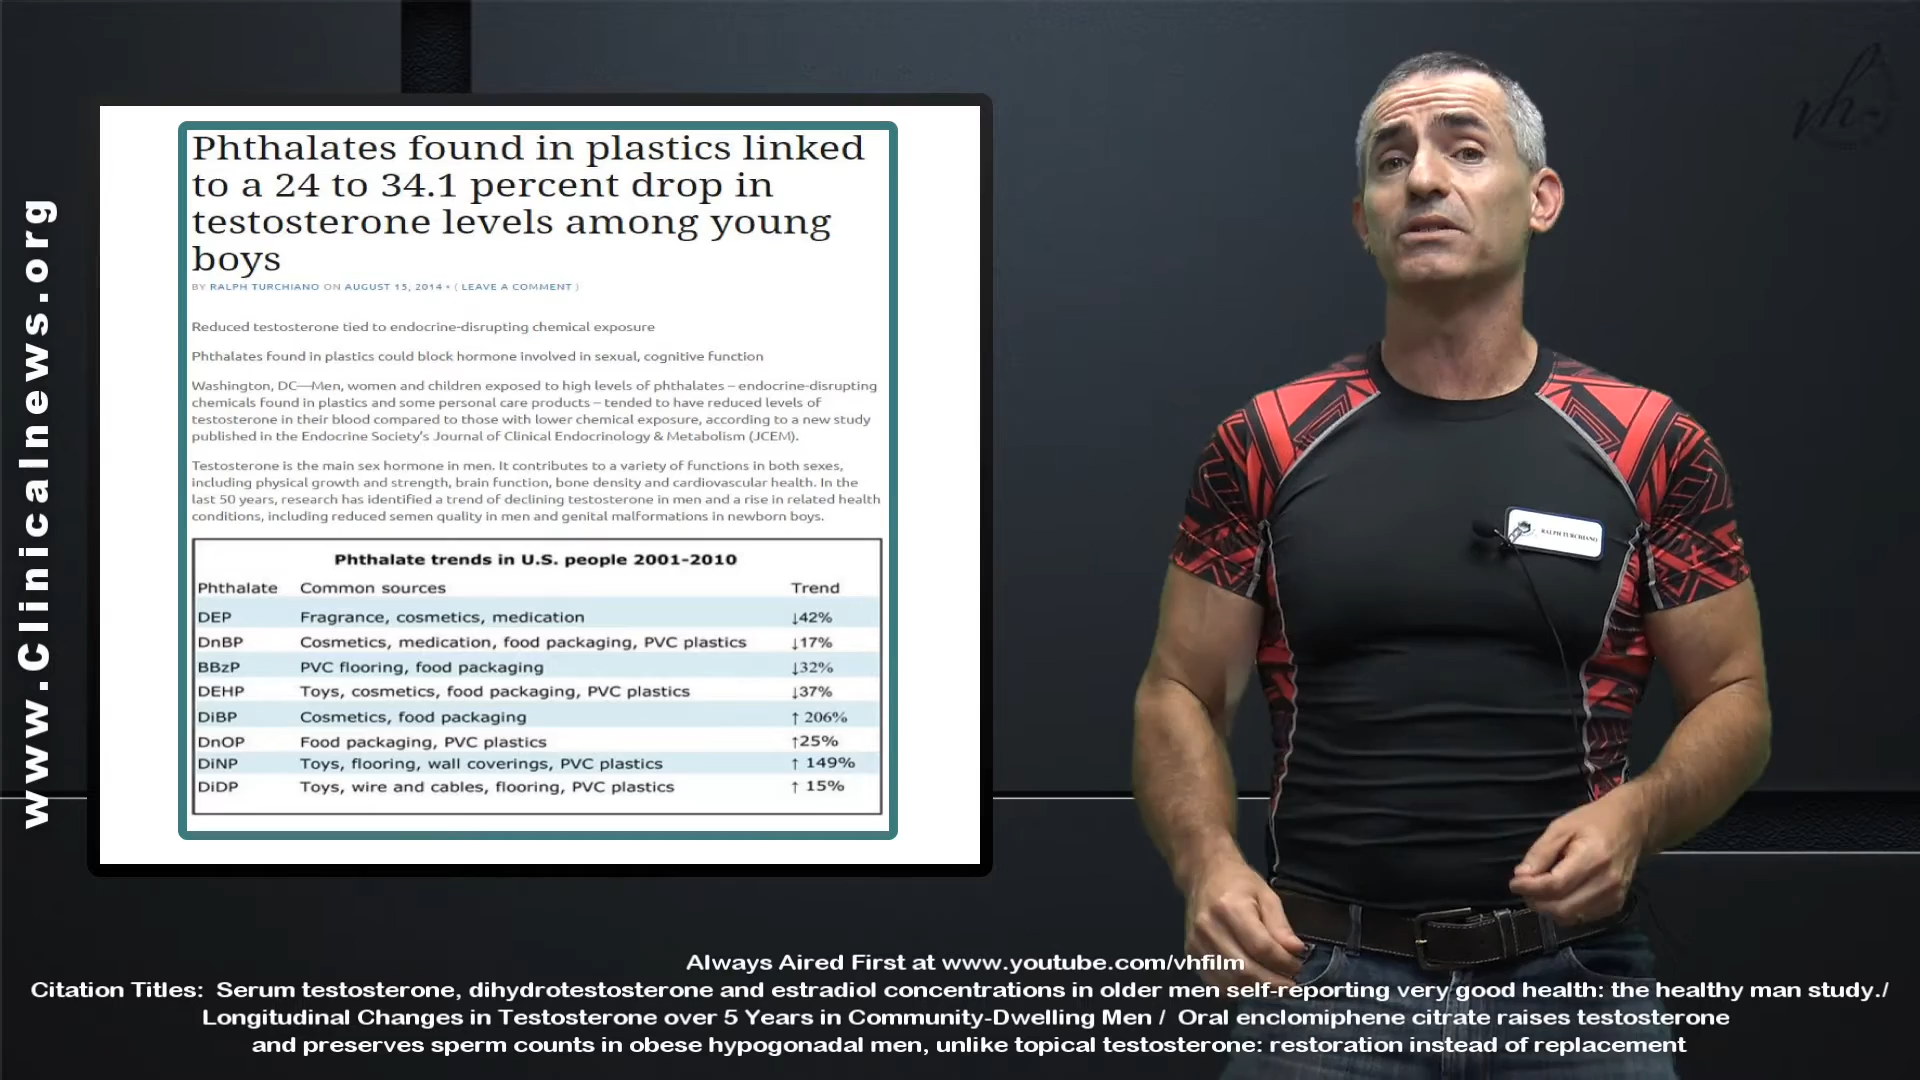 www.Clinicalnews.org
Phthalates found in plastics linked
to a 24 to 34.1 percent drop in
testosterone levels among young
boys
BY RALPH TURCHIANO ON AUGUST 15, 2014 • ( LEAVE A COMMENT )
Reduced testosterone tied to endocrine-disrupting chemical exposure
Phthalates found in plastics could block hormone involved in sexual, cognitive function
Washington, DC—Men, women and children exposed to high levels of phthalates – endocrine-disrupting
chemicals found in plastics and some personal care products – tended to have reduced levels of
testosterone in their blood compared to those with lower chemical exposure, according to a new study
published in the Endocrine Society's Journal of Clinical Endocrinology & Metabolism (JCEM).
Testosterone is the main sex hormone in men. It contributes to a variety of functions in both sexes,
including physical growth and strength, brain function, bone density and cardiovascular health. In the
last 50 years, research has identified a trend of declining testosterone in men and a rise in related health
conditions, including reduced semen quality in men and genital malformations in newborn boys.
Phthalate trends in U.S. people 2001-2010
Phthalate Common sources Trend
DEP Fragrance, cosmetics, medication ↓42%
DnBP Cosmetics, medication, food packaging, PVC plastics ↓17%
BBzP PVC flooring, food packaging ↓32%
DEHP Toys, cosmetics, food packaging, PVC plastics ↓37%
DiBP Cosmetics, food packaging ↑ 206%
DnOP Food packaging, PVC plastics ↑25%
DiNP Toys, flooring, wall coverings, PVC plastics ↑ 149%
DiDP Toys, wire and cables, flooring, PVC plastics ↑ 15%
vh-
RALPH TURCHIANO
Always Aired First at www.youtube.com/vhfilm
Citation Titles: Serum testosterone, dihydrotestosterone and estradiol concentrations in older men self-reporting very good health: the healthy man study./
Longitudinal Changes in Testosterone over 5 Years in Community-Dwelling Men / Oral enclomiphene citrate raises testosterone
and preserves sperm counts in obese hypogonadal men, unlike topical testosterone: restoration instead of replacement